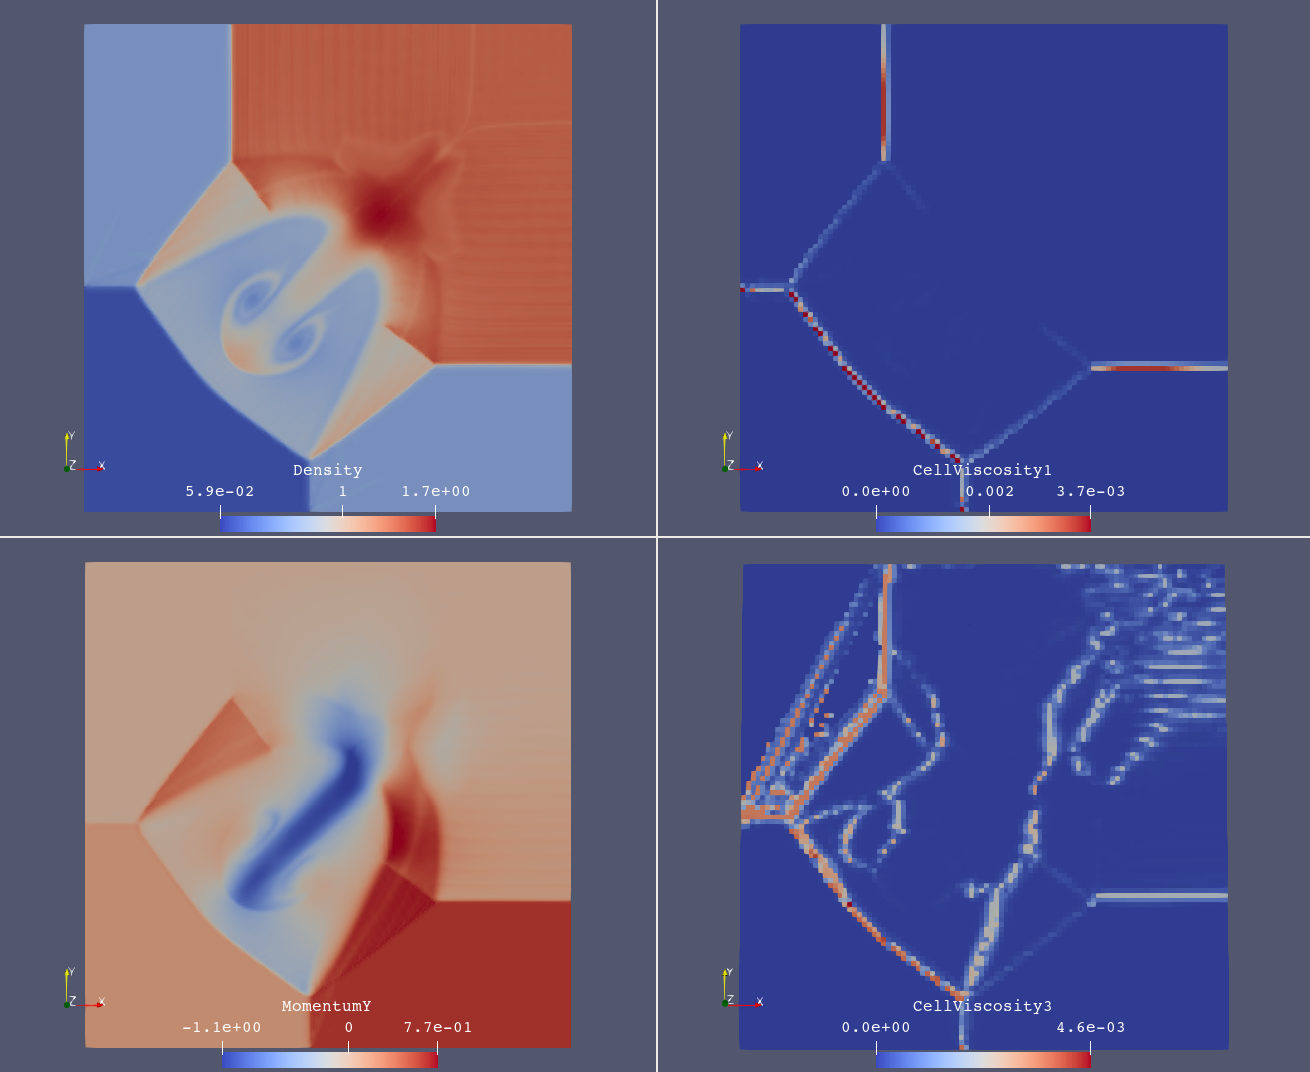 Density
5.9e-02 1 1.7e+00
Y
Z X
CellViscosity1
0.0e+00 0.002 3.7e-03
Y
Z X
MomentumY
-1.1e+00 0 7.7e-01
Y
Z X
CellViscosity3
0.0e+00 4.6e-03
Y
Z X